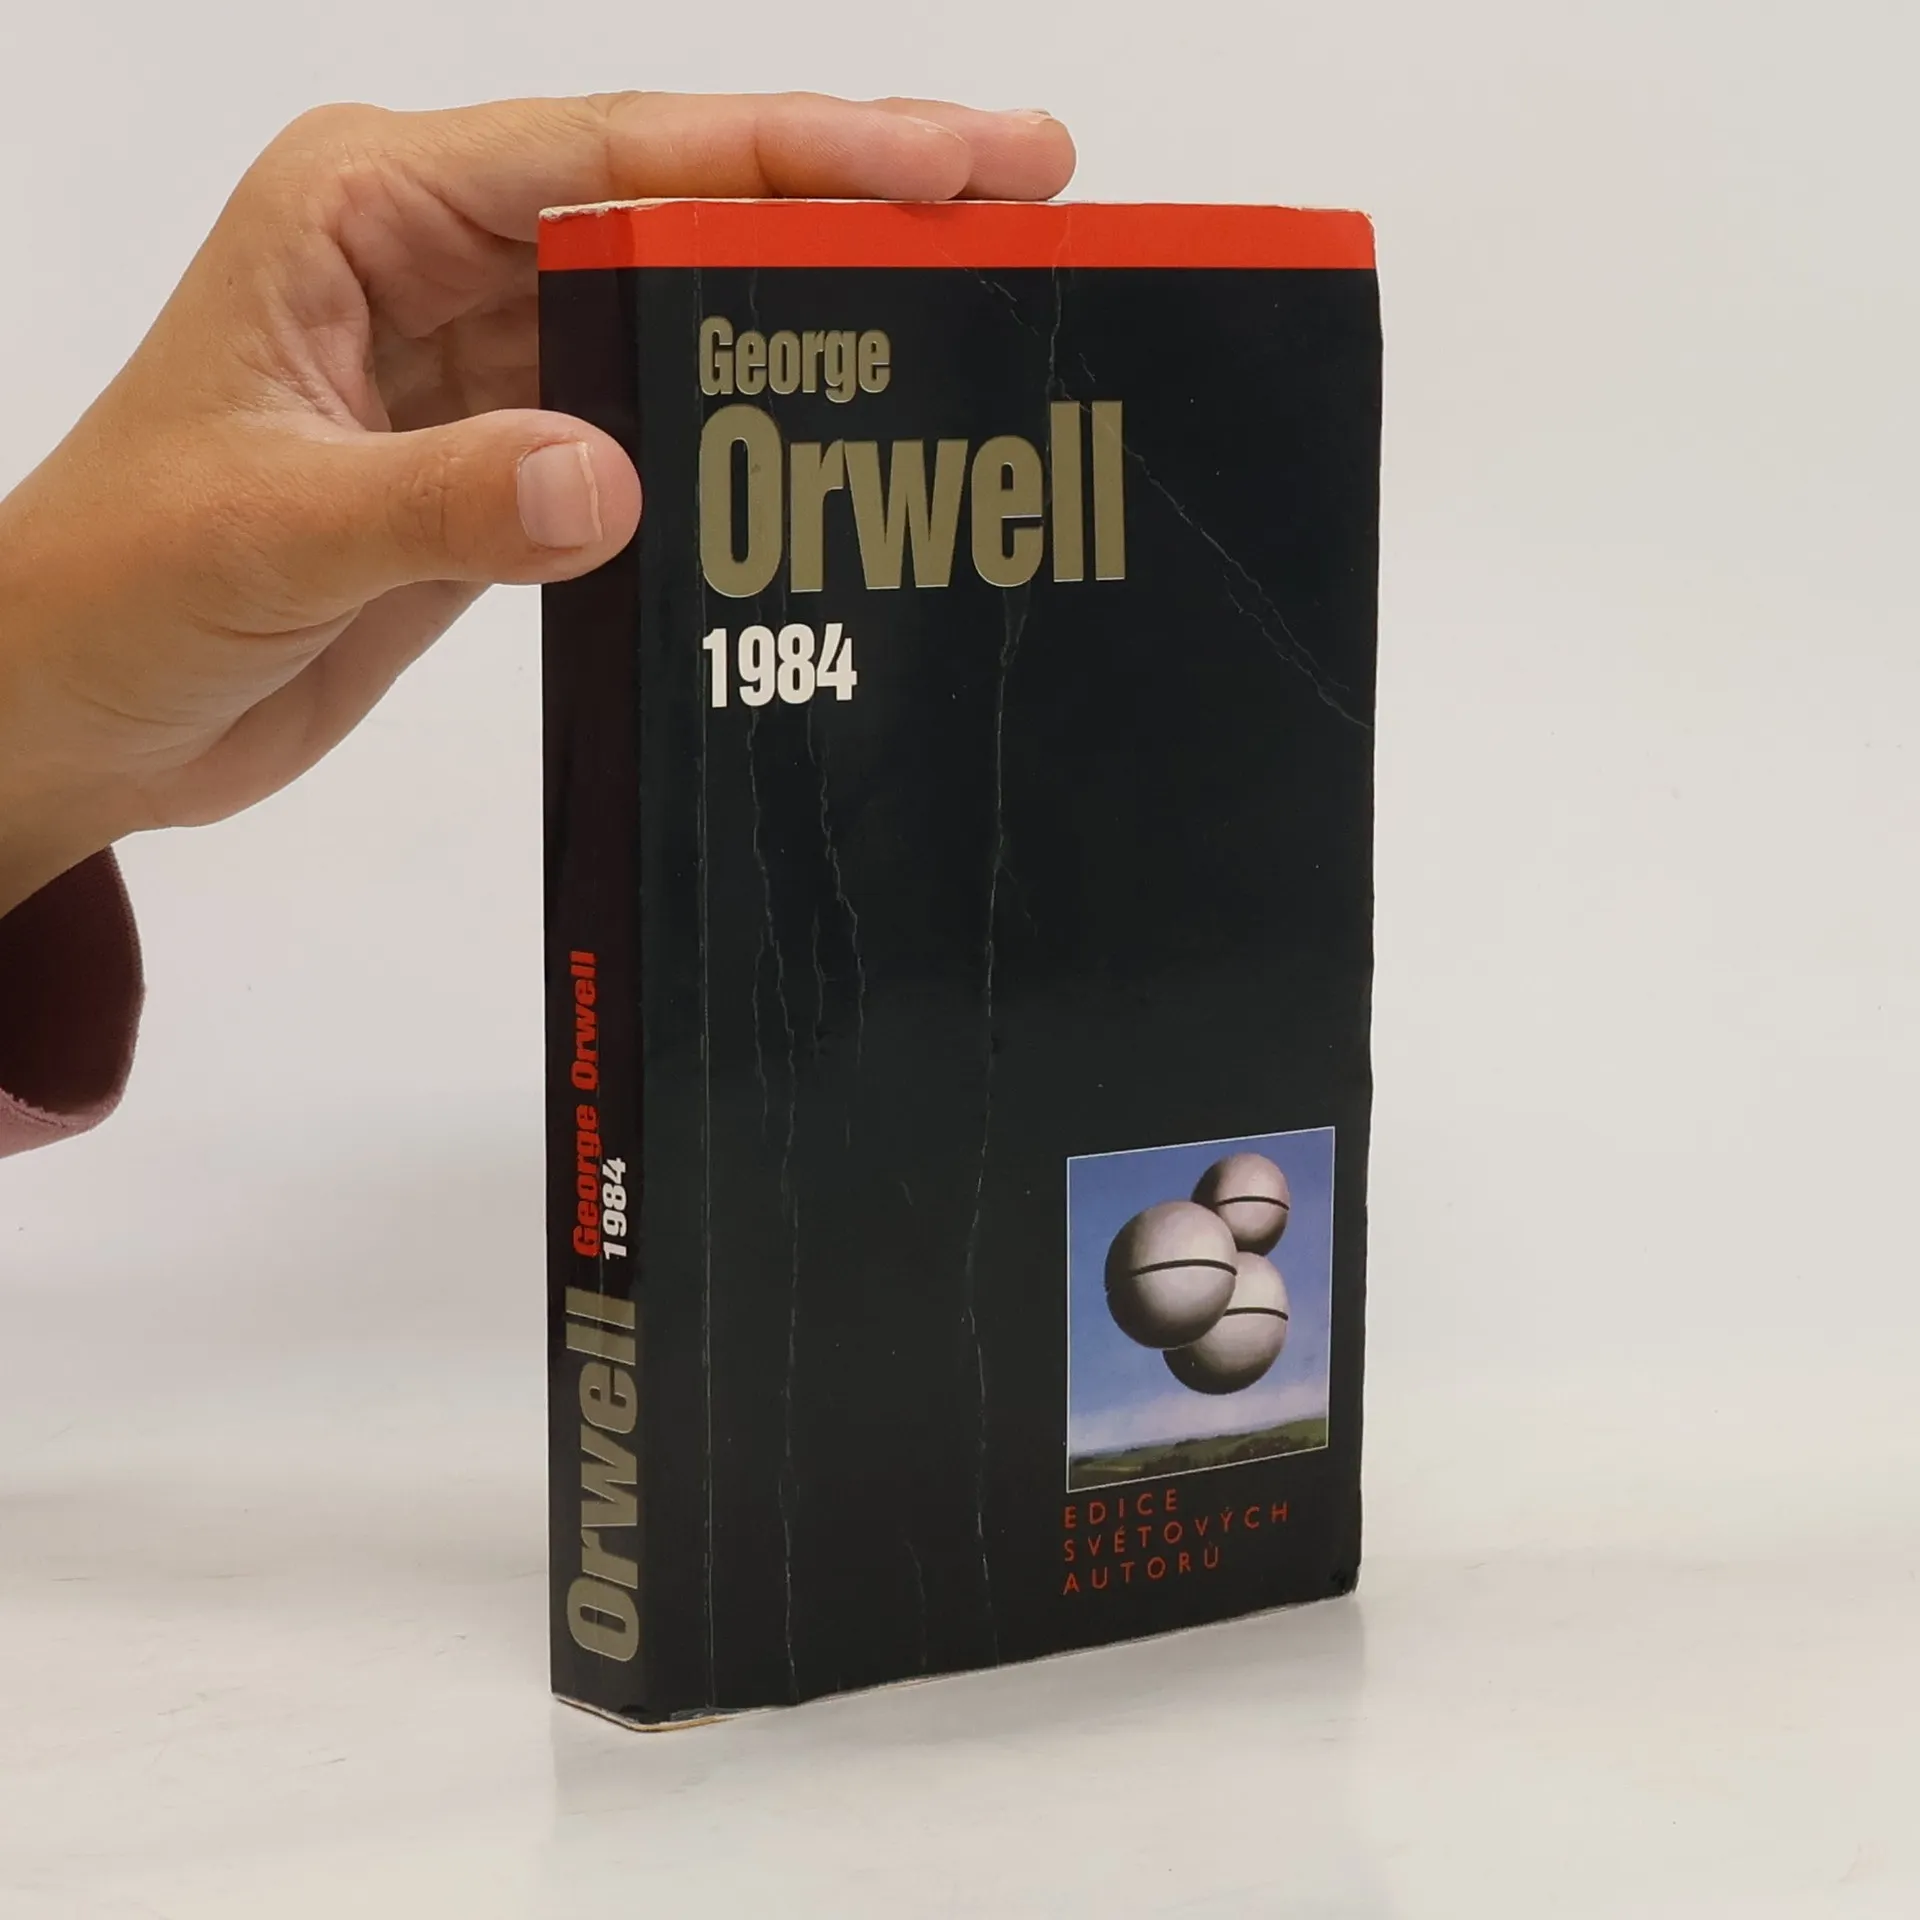 George
Orwell
1984
EDICE
SVĚTOVÝCH
AUTORŮ
Orwell
George Orwell
1984